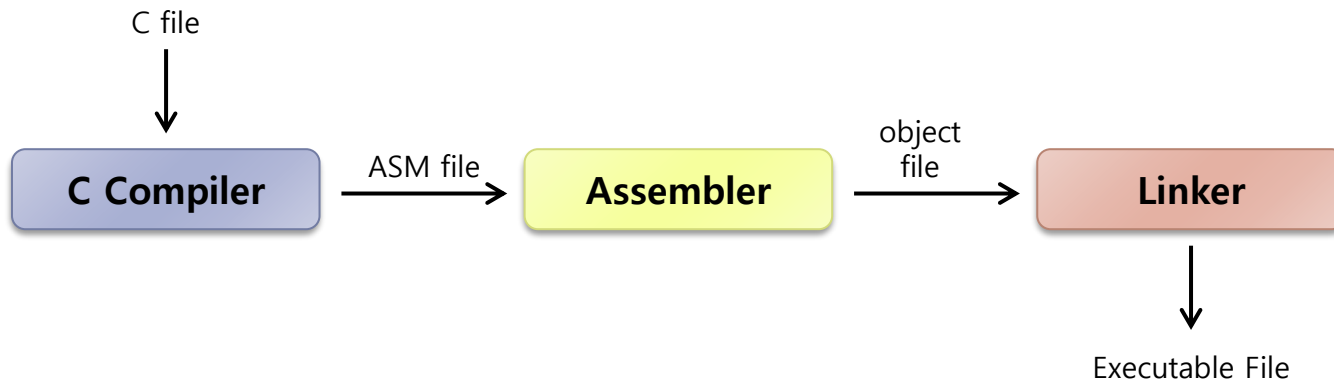 C file
C Compiler
ASM file
Assembler
object
file
Linker
Executable File